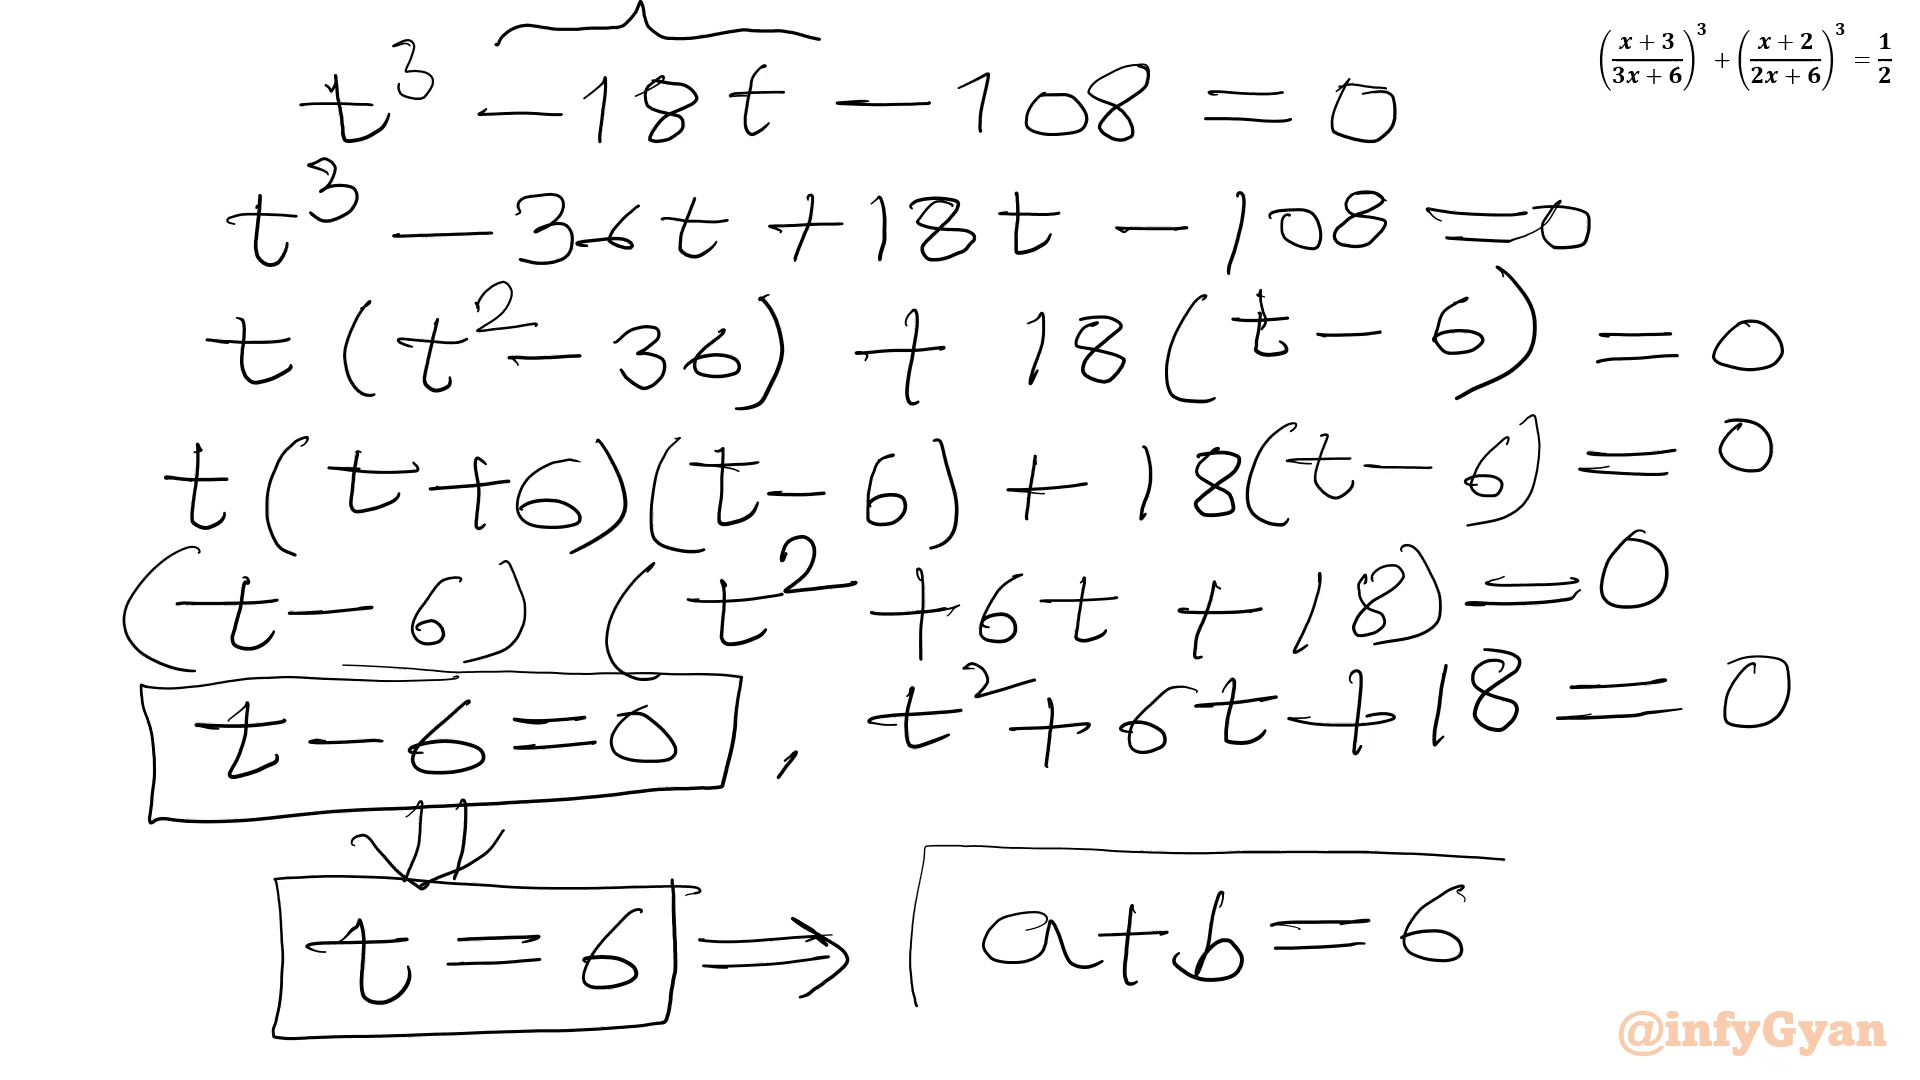 ((x + 3)/(3x + 6))³ + ((x + 2)/(2x + 6))³ = 1/2
t³ - 18t - 108 = 0
t³ - 36t + 18t - 108 = 0
t(t² - 36) + 18(t - 6) = 0
t(t + 6)(t - 6) + 18(t - 6) = 0
(t - 6)(t² + 6t + 18) = 0
t - 6 = 0, t² + 6t + 18 = 0
t = 6 ⇒ a + b = 6
@infyGyan